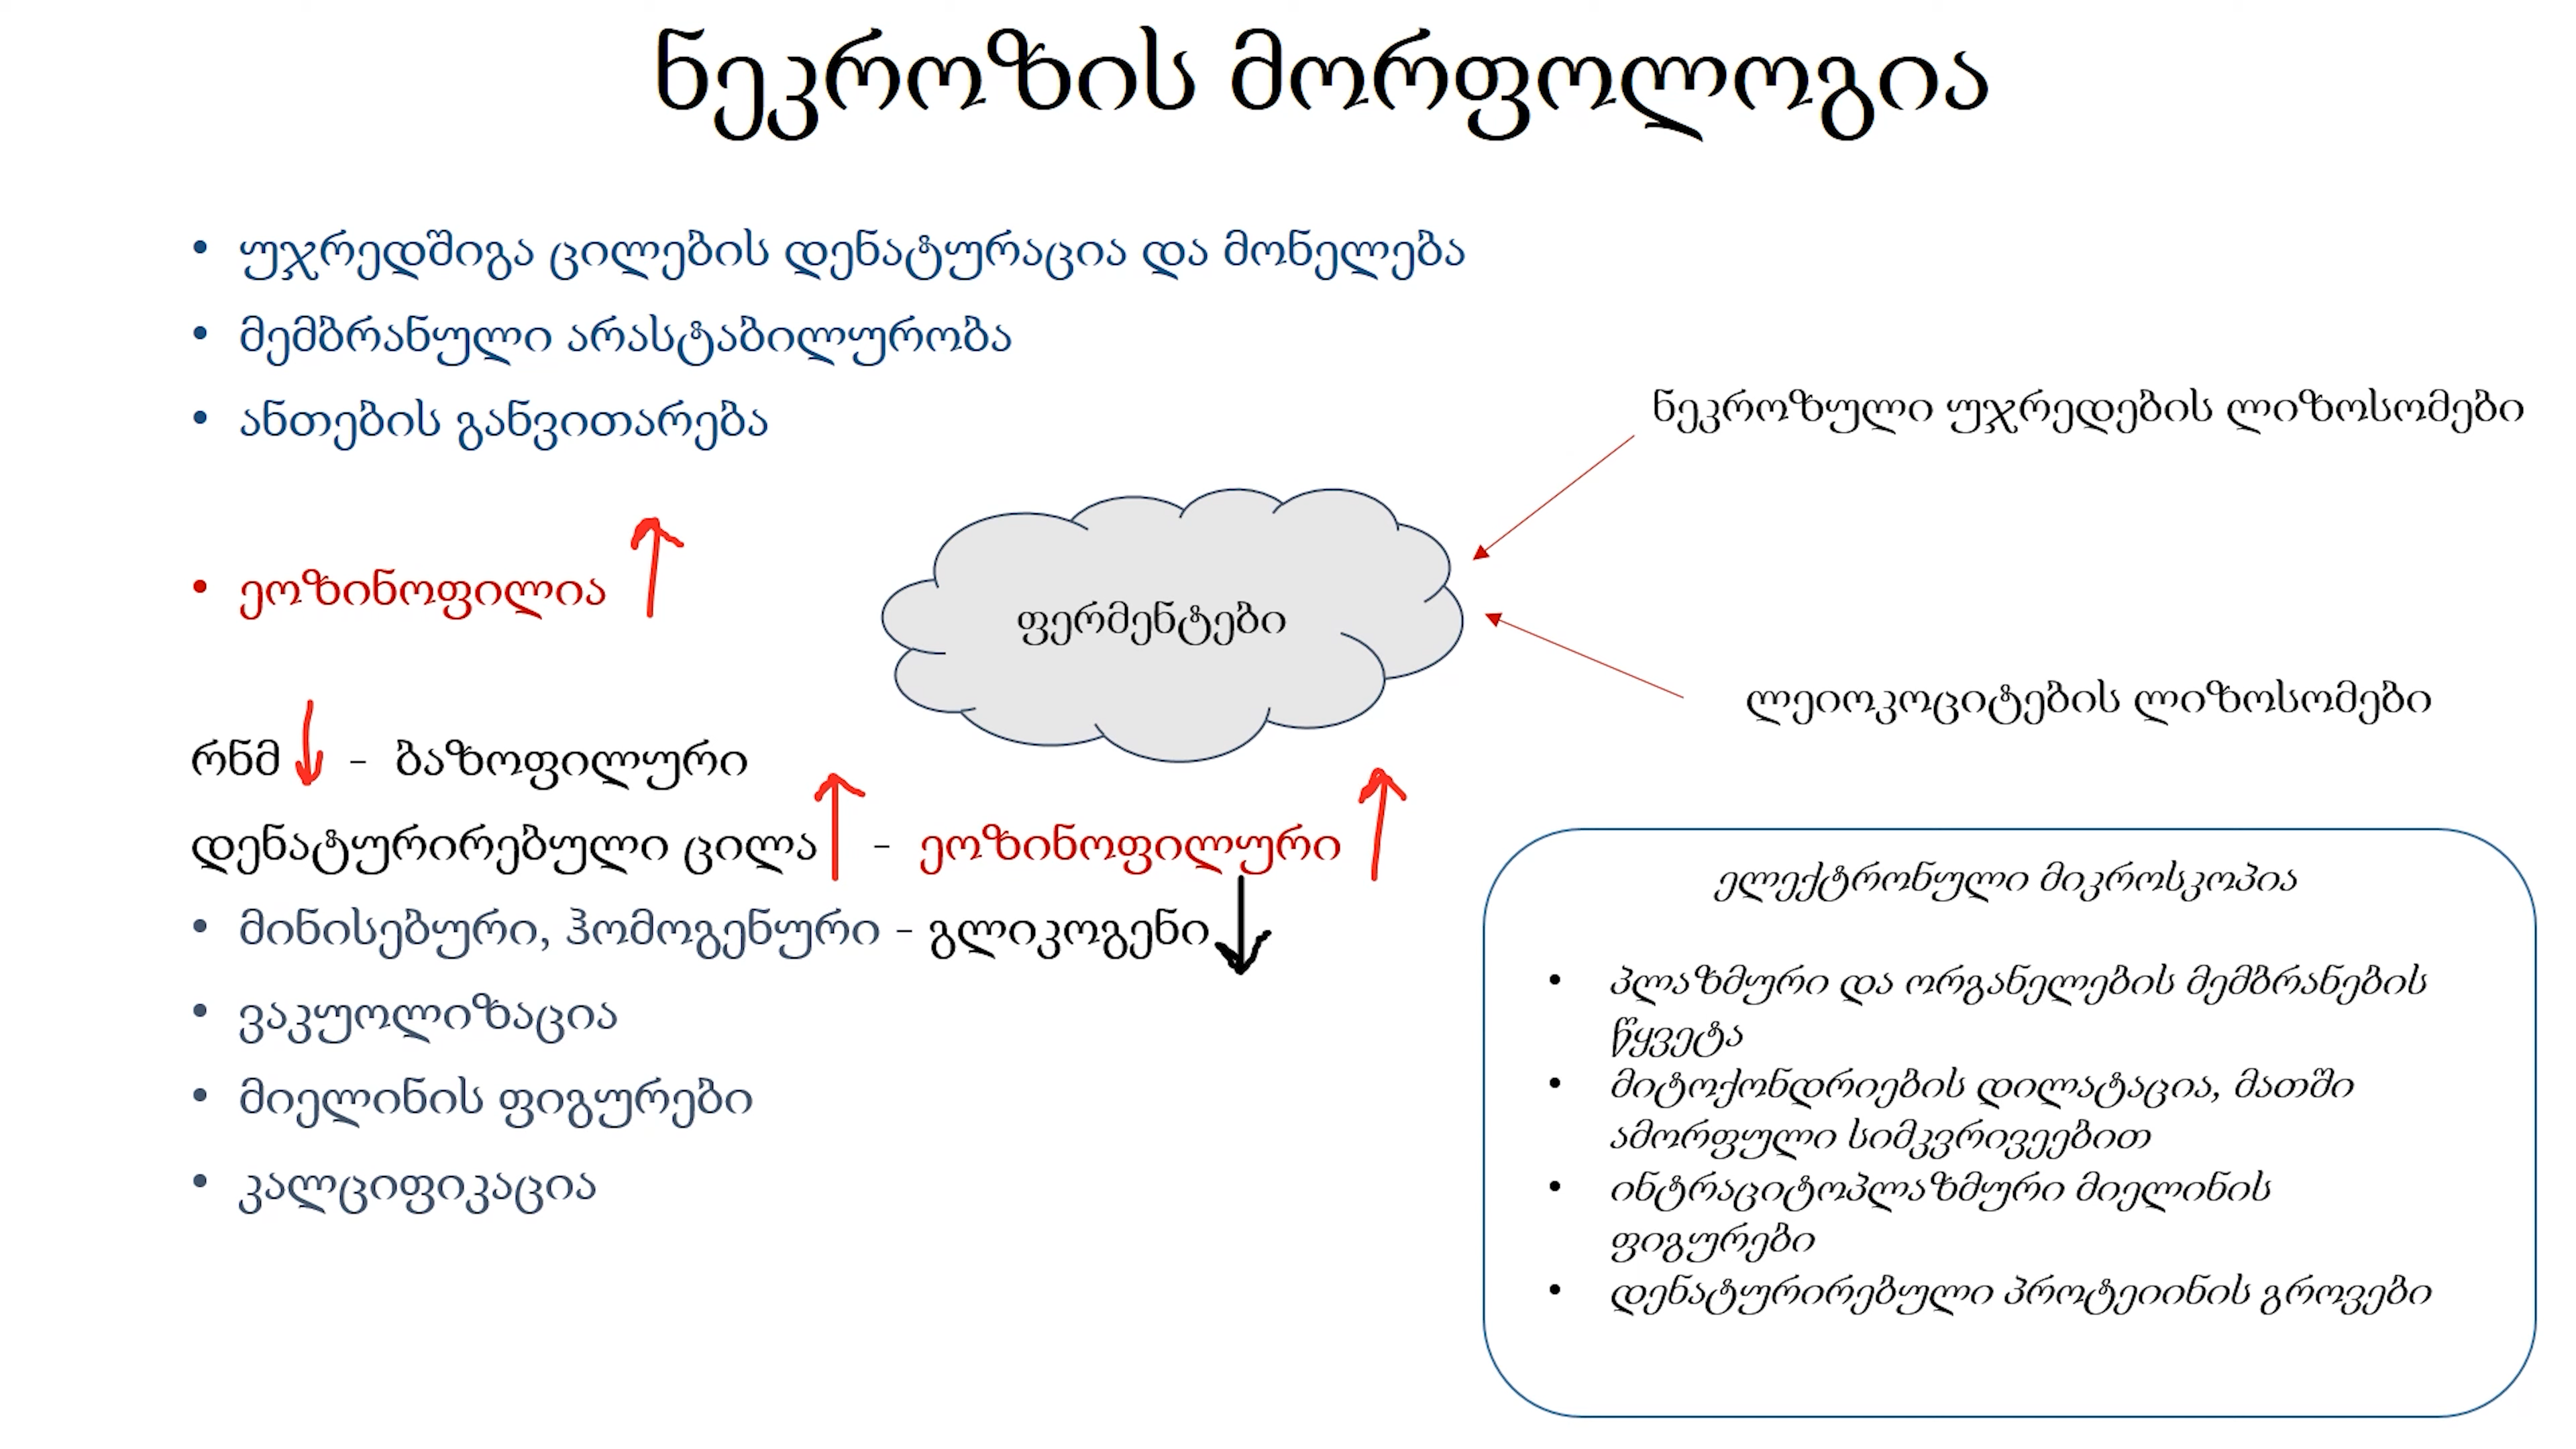 ნეკროზის მორფოლოგია
• უჯრედშიგა ცილების დენატურაცია და მონელება
• მემბრანული არასტაბილურობა
• ანთების განვითარება
ნეკროზული უჯრედების ლიზოსომები
• ეოზინოფილია
ფერმენტები
ლეიოკოციტების ლიზოსომები
რნმ - ბაზოფილური
დენატურირებული ცილა - ეოზინოფილური
• მინისებური, ჰომოგენური - გლიკოგენი
• ვაკუოლიზაცია
• მიელინის ფიგურები
• კალციფიკაცია
ელექტრონული მიკროსკოპია
• პლაზმური და ორგანელების მემბრანების
წყვეტა
• მიტოქონდრიების დილატაცია, მათში
ამორფული სიმკვრივეებით
• ინტრაციტოპლაზმური მიელინის
ფიგურები
• დენატურირებული პროტეიინის გროვები